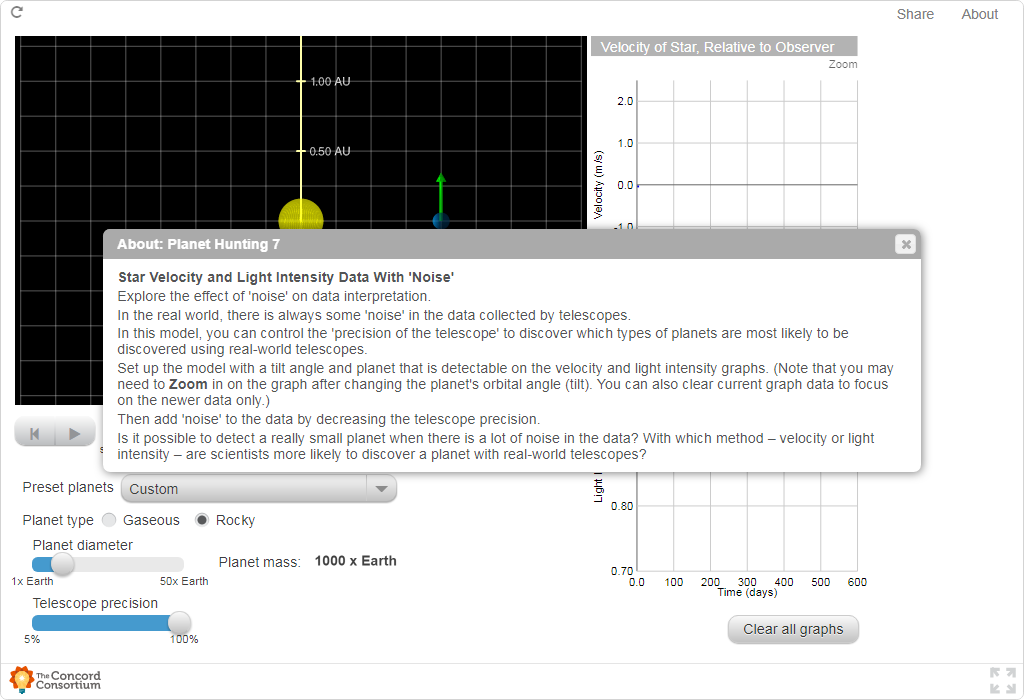 Share About
Velocity of Star, Relative to Observer
Zoom
1.00 AU
0.50 AU
2.0
1.0
0.0
-1.0
Velocity (m/s)
About: Planet Hunting 7
Star Velocity and Light Intensity Data With 'Noise'
Explore the effect of 'noise' on data interpretation.
In the real world, there is always some 'noise' in the data collected by telescopes.
In this model, you can control the 'precision of the telescope' to discover which types of planets are most likely to be
discovered using real-world telescopes.
Set up the model with a tilt angle and planet that is detectable on the velocity and light intensity graphs. (Note that you may
need to Zoom in on the graph after changing the planet's orbital angle (tilt). You can also clear current graph data to focus
on the newer data only.)
Then add 'noise' to the data by decreasing the telescope precision.
Is it possible to detect a really small planet when there is a lot of noise in the data? With which method – velocity or light
intensity – are scientists more likely to discover a planet with real-world telescopes?
Preset planets Custom
Planet type Gaseous Rocky
Planet diameter
1x Earth 50x Earth
Planet mass: 1000 x Earth
Telescope precision
5% 100%
Light
0.80
0.70
0.0 100 200 300 400 500 600
Time (days)
Clear all graphs
The Concord
Consortium